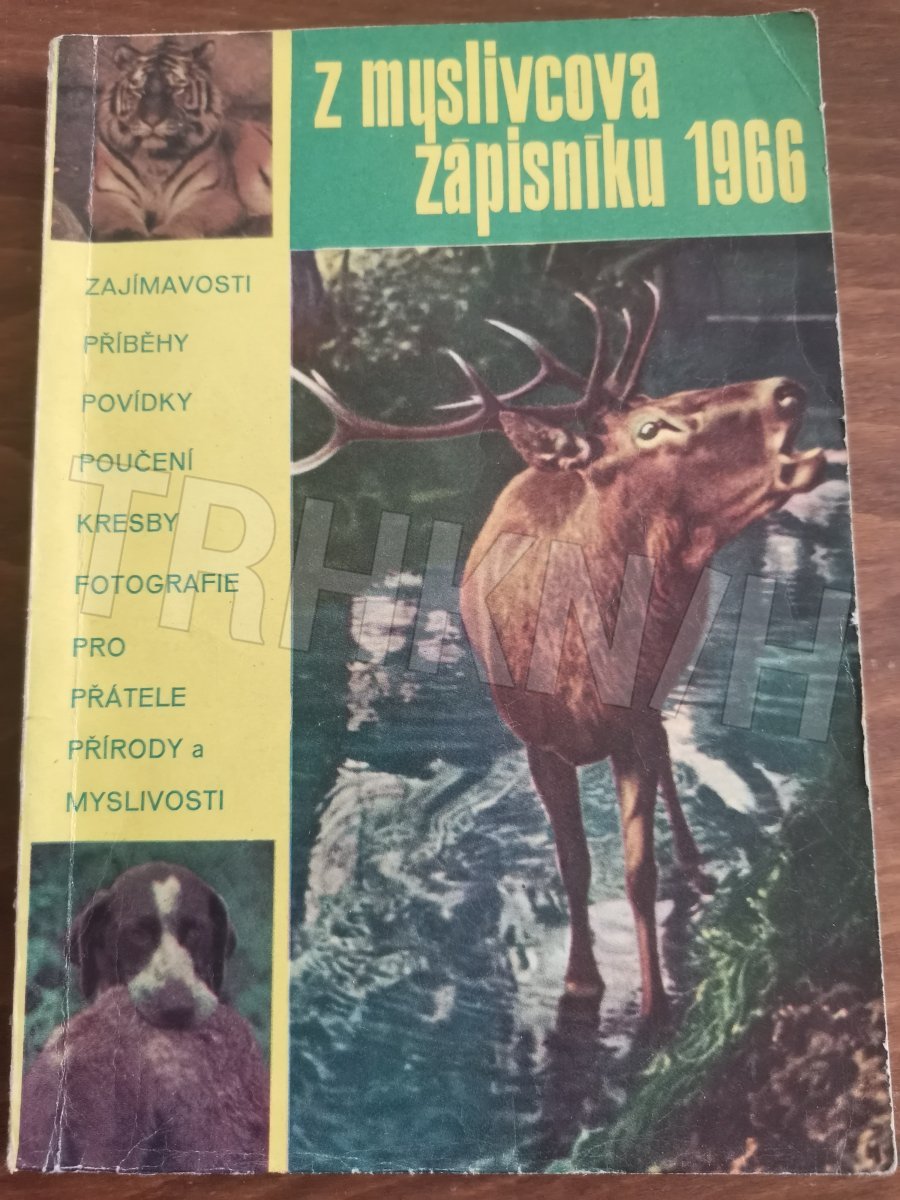 z myslivcova
zápisníku 1966
ZAJÍMAVOSTI
PŘÍBĚHY
POVÍDKY
POUČENÍ
KRESBY
FOTOGRAFIE
PRO
PŘÁTELE
PŘÍRODY a
MYSLIVOSTI
TRHKNIH